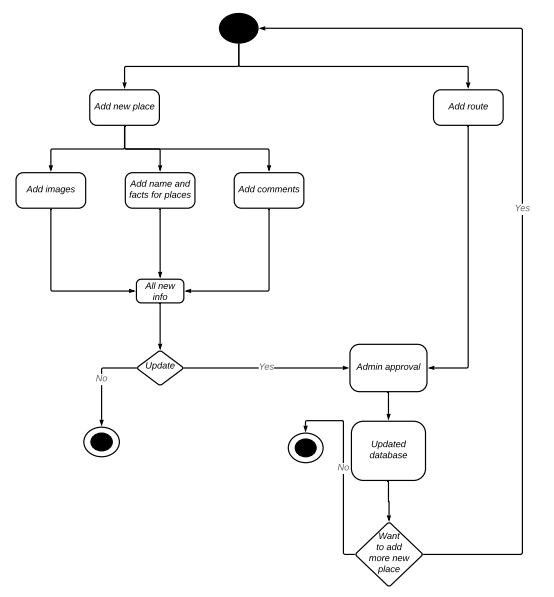 Add new place
Add route
Add images
Add name and
facts for places
Add comments
Yes
All new
info
Update
Yes
Admin approval
No
Updated
database
No
Want
to add
more new
place